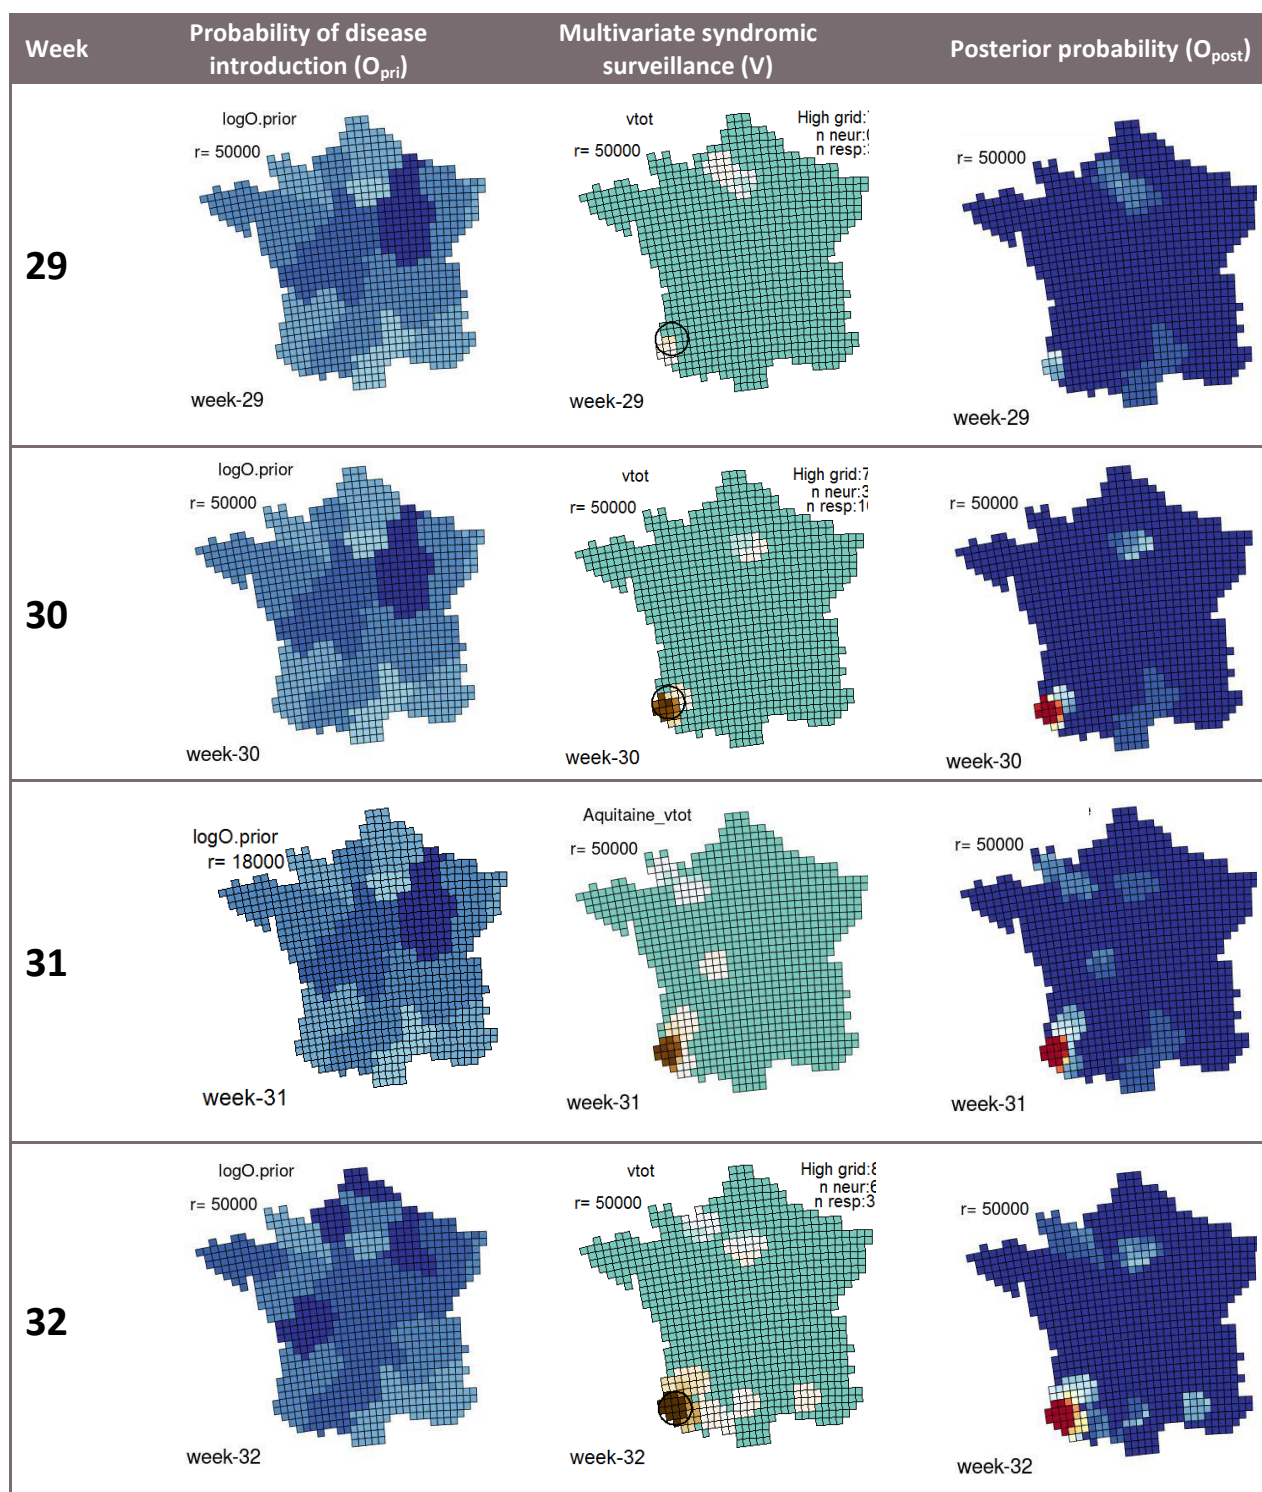 Week
Probability of disease
introduction (Opri)
Multivariate syndromic
surveillance (V)
Posterior probability (Opost)
29
logO.prior
r= 50000
week-29
vtot
r= 50000
High grid:
n neur:
n resp:
week-29
r= 50000
week-29
30
logO.prior
r= 50000
week-30
vtot
r= 50000
High grid:7
n neur:3
n resp:1
week-30
r= 50000
week-30
31
logO.prior
r= 18000
week-31
Aquitaine_vtot
r= 50000
week-31
r= 50000
week-31
32
logO.prior
r= 50000
week-32
vtot
r= 50000
High grid:8
n neur:6
n resp:3
week-32
r= 50000
week-32